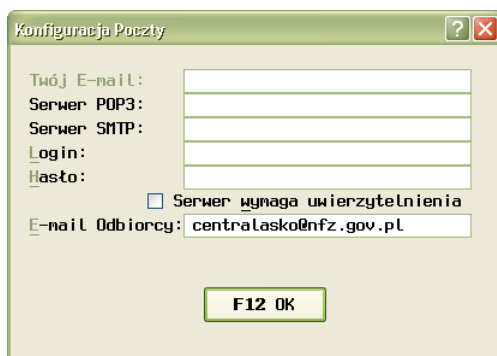 Konfiguracja Poczty
Twój E-mail:
Serwer POP3:
Serwer SMTP:
Login:
Hasło:
Serwer wymaga uwierzytelnienia
E-mail Odbiorcy: centralasko@nfz.gov.pl
F12 OK